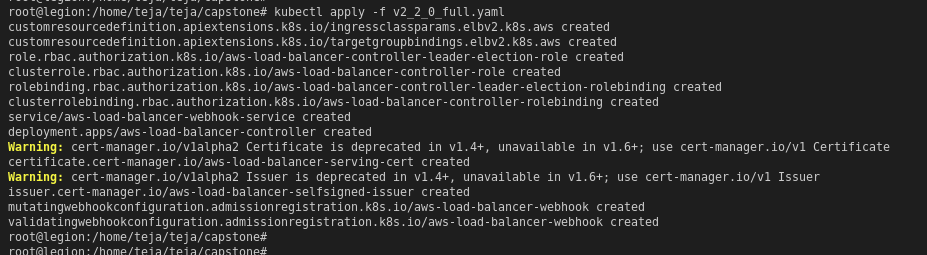 root@legion:/home/teja/teja/capstone#
root@legion:/home/teja/teja/capstone# kubectl apply -f v2_2_0_full.yaml
customresourcedefinition.apiextensions.k8s.io/ingressclassparams.elbv2.k8s.aws created
customresourcedefinition.apiextensions.k8s.io/targetgroupbindings.elbv2.k8s.aws created
role.rbac.authorization.k8s.io/aws-load-balancer-controller-leader-election-role created
clusterrole.rbac.authorization.k8s.io/aws-load-balancer-controller-role created
rolebinding.rbac.authorization.k8s.io/aws-load-balancer-controller-leader-election-rolebinding created
clusterrolebinding.rbac.authorization.k8s.io/aws-load-balancer-controller-rolebinding created
service/aws-load-balancer-webhook-service created
deployment.apps/aws-load-balancer-controller created
Warning: cert-manager.io/v1alpha2 Certificate is deprecated in v1.4+, unavailable in v1.6+; use cert-manager.io/v1 Certificate
certificate.cert-manager.io/aws-load-balancer-serving-cert created
Warning: cert-manager.io/v1alpha2 Issuer is deprecated in v1.4+, unavailable in v1.6+; use cert-manager.io/v1 Issuer
issuer.cert-manager.io/aws-load-balancer-selfsigned-issuer created
mutatingwebhookconfiguration.admissionregistration.k8s.io/aws-load-balancer-webhook created
validatingwebhookconfiguration.admissionregistration.k8s.io/aws-load-balancer-webhook created
root@legion:/home/teja/teja/capstone#
root@legion:/home/teja/teja/capstone#